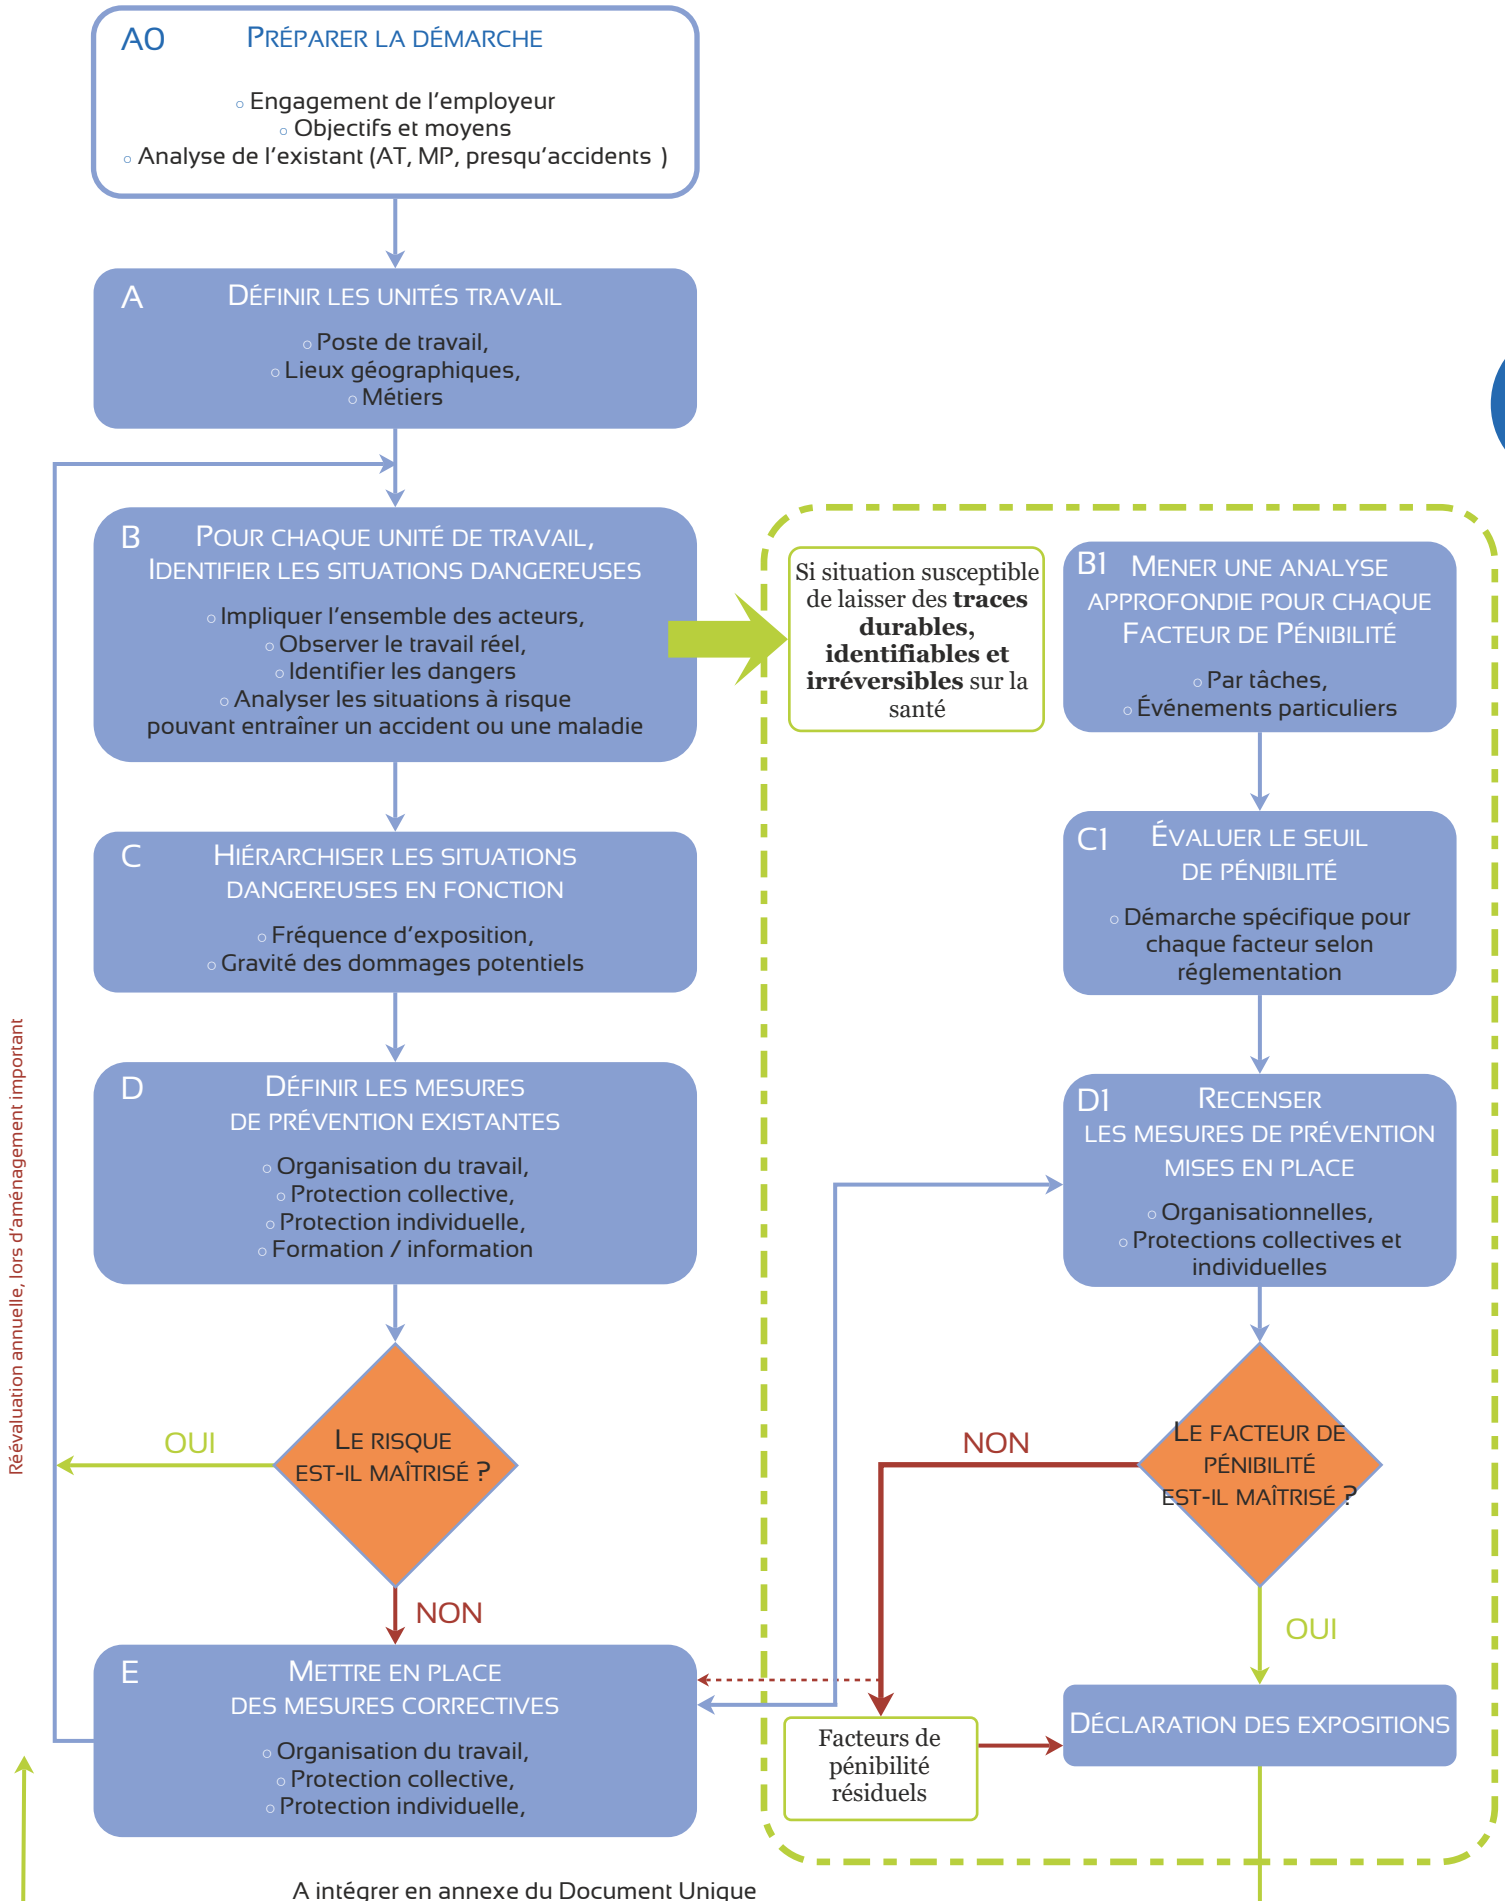 A0 PRÉPARER LA DÉMARCHE
○ Engagement de l'employeur
○ Objectifs et moyens
○ Analyse de l'existant (AT, MP, presqu'accidents )
A DÉFINIR LES UNITÉS TRAVAIL
○ Poste de travail,
○ Lieux géographiques,
○ Métiers
B POUR CHAQUE UNITÉ DE TRAVAIL,
IDENTIFIER LES SITUATIONS DANGEREUSES
○ Impliquer l'ensemble des acteurs,
○ Observer le travail réel,
○ Identifier les dangers
○ Analyser les situations à risque
pouvant entraîner un accident ou une maladie
Si situation susceptible
de laisser des traces
durables,
identifiables et
irréversibles sur la
santé
B1 MENER UNE ANALYSE
APPROFONDIE POUR CHAQUE
FACTEUR DE PÉNIBILITÉ
○ Par tâches,
○ Événements particuliers
C HIÉRARCHISER LES SITUATIONS
DANGEREUSES EN FONCTION
○ Fréquence d'exposition,
○ Gravité des dommages potentiels
C1 ÉVALUER LE SEUIL
DE PÉNIBILITÉ
○ Démarche spécifique pour
chaque facteur selon
réglementation
D DÉFINIR LES MESURES
DE PRÉVENTION EXISTANTES
○ Organisation du travail,
○ Protection collective,
○ Protection individuelle,
○ Formation / information
D1 RECENSER
LES MESURES DE PRÉVENTION
MISES EN PLACE
○ Organisationnelles,
○ Protections collectives et
individuelles
Réévaluation annuelle, lors d'aménagement important
OUI
LE RISQUE
EST-IL MAÎTRISÉ ?
NON
NON
LE FACTEUR DE
PÉNIBILITÉ
EST-IL MAÎTRISÉ ?
OUI
E METTRE EN PLACE
DES MESURES CORRECTIVES
○ Organisation du travail,
○ Protection collective,
○ Protection individuelle,
Facteurs de
pénibilité
résiduels
DÉCLARATION DES EXPOSITIONS
A intégrer en annexe du Document Unique